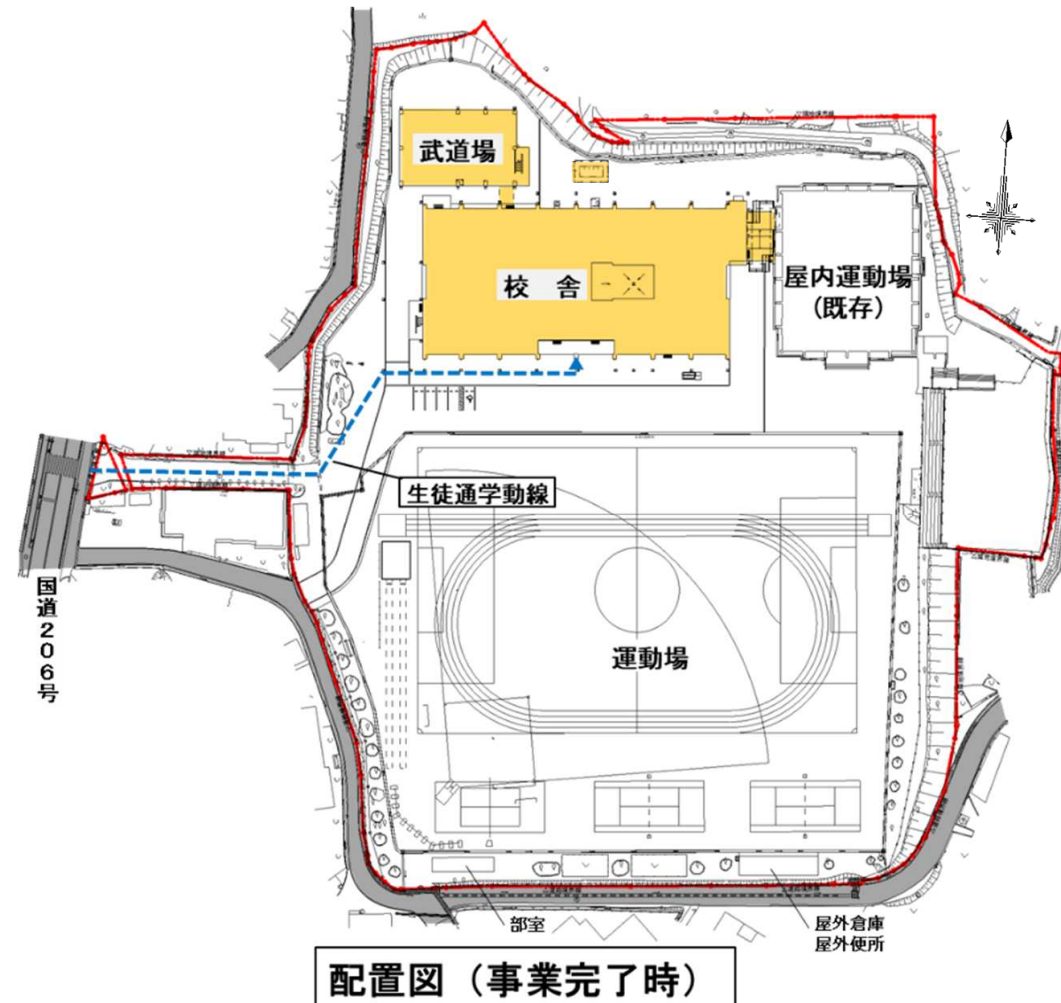 武道場
校 舎
屋内運動場
(既存)
生徒通学動線
国道206号
運動場
部室
屋外倉庫
屋外便所
配置図(事業完了時)